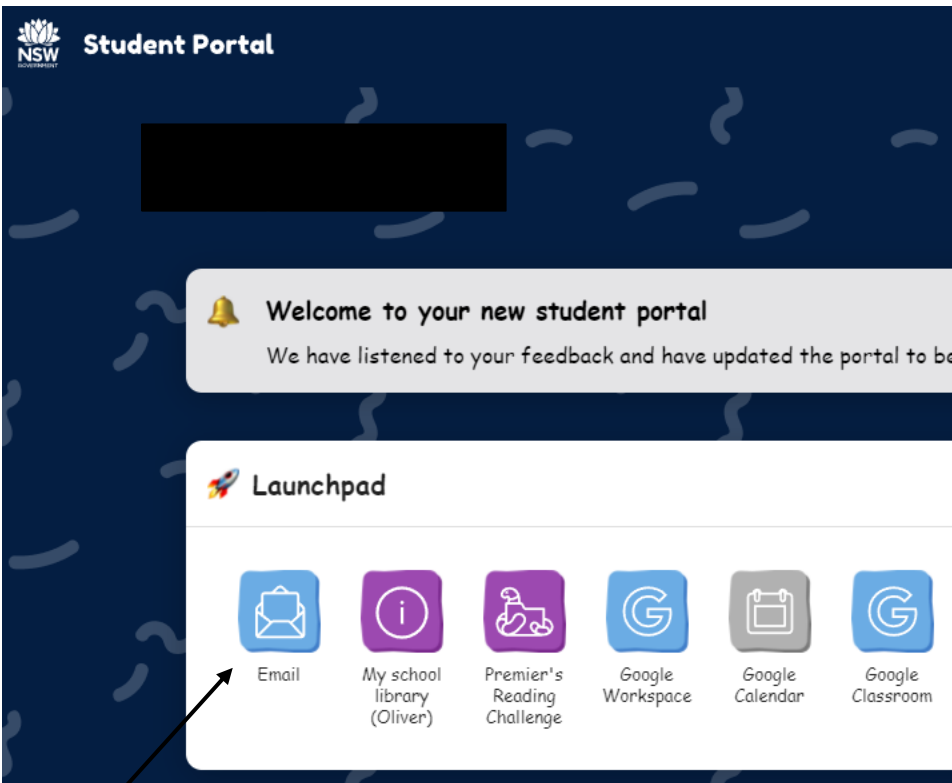 NSW
GOVERNMENT
Student Portal
Welcome to your new student portal
We have listened to your feedback and have updated the portal to be
Launchpad
Email
My school
library
(Oliver)
Premier's
Reading
Challenge
Google
Workspace
Google
Calendar
Google
Classroom